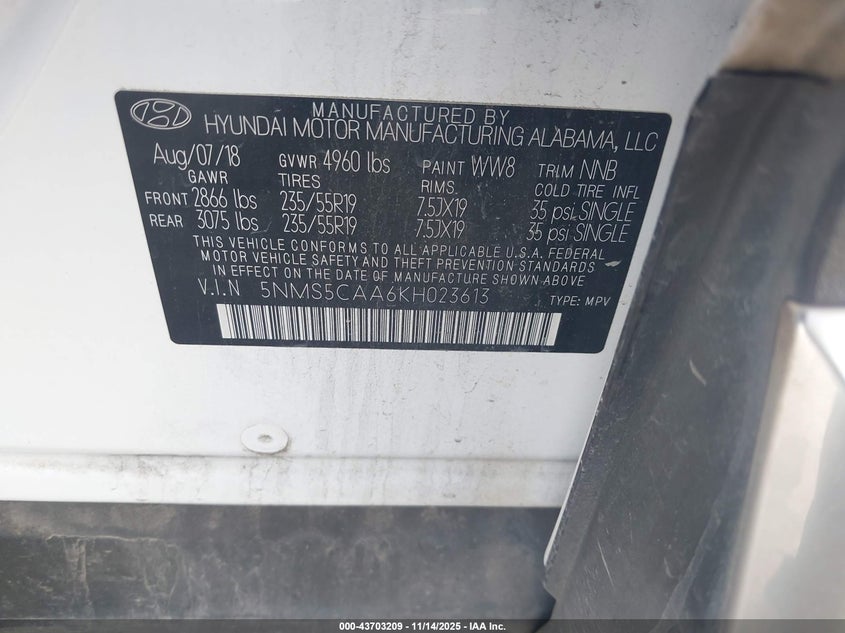 MANUFACTURED BY
HYUNDAI MOTOR MANUFACTURING ALABAMA, LLC
Aug/07/18 GVWR 4960 lbs PAINT WW8 TRIM NNB
GAWR TIRES RIMS. COLD TIRE INFL
FRONT 2866 lbs 235/55R19 7.5JX19 35 psi SINGLE
REAR 3075 lbs 235/55R19 7.5JX19 35 psi SINGLE
THIS VEHICLE CONFORMS TO ALL APPLICABLE U.S.A. FEDERAL
MOTOR VEHICLE SAFETY AND THEFT PREVENTION STANDARDS
IN EFFECT ON THE DATE OF MANUFACTURE SHOWN ABOVE
V.I.N 5NMS5CAA6KH023613 TYPE: MPV
000-43703209 - 11/14/2025 - IAA Inc.